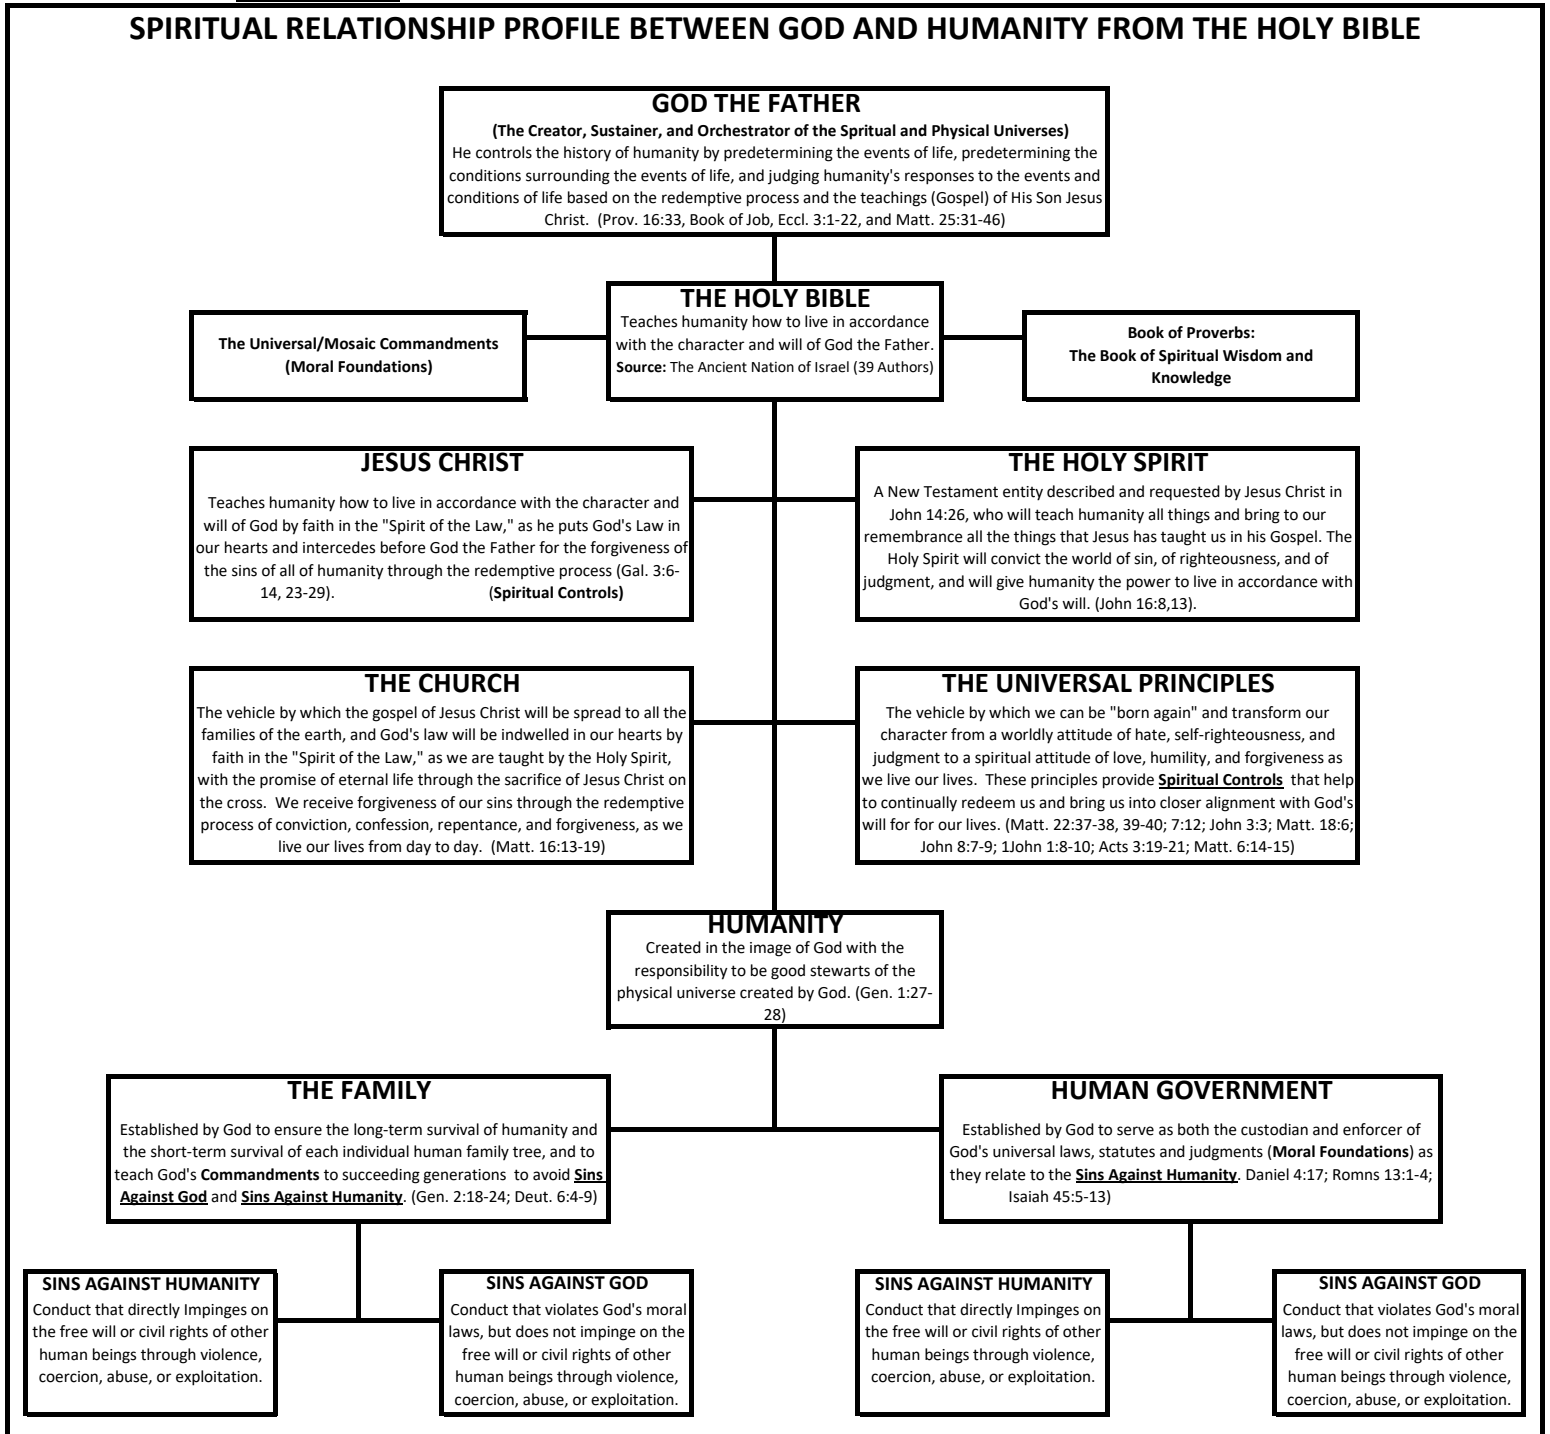 SPIRITUAL RELATIONSHIP PROFILE BETWEEN GOD AND HUMANITY FROM THE HOLY BIBLE
GOD THE FATHER
(The Creator, Sustainer, and Orchestrator of the Spritual and Physical Universes)
He controls the history of humanity by predetermining the events of life, predetermining the
conditions surrounding the events of life, and judging humanity's responses to the events and
conditions of life based on the redemptive process and the teachings (Gospel) of His Son Jesus
Christ. (Prov. 16:33, Book of Job, Eccl. 3:1-22, and Matt. 25:31-46)
The Universal/Mosaic Commandments
(Moral Foundations)
THE HOLY BIBLE
Teaches humanity how to live in accordance
with the character and will of God the Father.
Source: The Ancient Nation of Israel (39 Authors)
Book of Proverbs:
The Book of Spiritual Wisdom and
Knowledge
JESUS CHRIST
Teaches humanity how to live in accordance with the character and
will of God by faith in the "Spirit of the Law," as he puts God's Law in
our hearts and intercedes before God the Father for the forgiveness of
the sins of all of humanity through the redemptive process (Gal. 3:6-
14, 23-29). (Spiritual Controls)
THE HOLY SPIRIT
A New Testament entity described and requested by Jesus Christ in
John 14:26, who will teach humanity all things and bring to our
remembrance all the things that Jesus has taught us in his Gospel. The
Holy Spirit will convict the world of sin, of righteousness, and of
judgment, and will give humanity the power to live in accordance with
God's will. (John 16:8,13).
THE CHURCH
The vehicle by which the gospel of Jesus Christ will be spread to all the
families of the earth, and God's law will be indwelled in our hearts by
faith in the "Spirit of the Law," as we are taught by the Holy Spirit,
with the promise of eternal life through the sacrifice of Jesus Christ on
the cross. We receive forgiveness of our sins through the redemptive
process of conviction, confession, repentance, and forgiveness, as we
live our lives from day to day. (Matt. 16:13-19)
THE UNIVERSAL PRINCIPLES
The vehicle by which we can be "born again" and transform our
character from a worldly attitude of hate, self-righteousness, and
judgment to a spiritual attitude of love, humility, and forgiveness as
we live our lives. These principles provide Spiritual Controls that help
to continually redeem us and bring us into closer alignment with God's
will for for our lives. (Matt. 22:37-38, 39-40; 7:12; John 3:3; Matt. 18:6;
John 8:7-9; 1John 1:8-10; Acts 3:19-21; Matt. 6:14-15)
HUMANITY
Created in the image of God with the
responsibility to be good stewarts of the
physical universe created by God. (Gen. 1:27-
28)
THE FAMILY
Established by God to ensure the long-term survival of humanity and
the short-term survival of each individual human family tree, and to
teach God's Commandments to succeeding generations to avoid Sins
Against God and Sins Against Humanity. (Gen. 2:18-24; Deut. 6:4-9)
HUMAN GOVERNMENT
Established by God to serve as both the custodian and enforcer of
God's universal laws, statutes and judgments (Moral Foundations) as
they relate to the Sins Against Humanity. Daniel 4:17; Romns 13:1-4;
Isaiah 45:5-13)
SINS AGAINST HUMANITY
Conduct that directly Impinges on
the free will or civil rights of other
human beings through violence,
coercion, abuse, or exploitation.
SINS AGAINST GOD
Conduct that violates God's moral
laws, but does not impinge on the
free will or civil rights of other
human beings through violence,
coercion, abuse, or exploitation.
SINS AGAINST HUMANITY
Conduct that directly Impinges on
the free will or civil rights of other
human beings through violence,
coercion, abuse, or exploitation.
SINS AGAINST GOD
Conduct that violates God's moral
laws, but does not impinge on the
free will or civil rights of other
human beings through violence,
coercion, abuse, or exploitation.